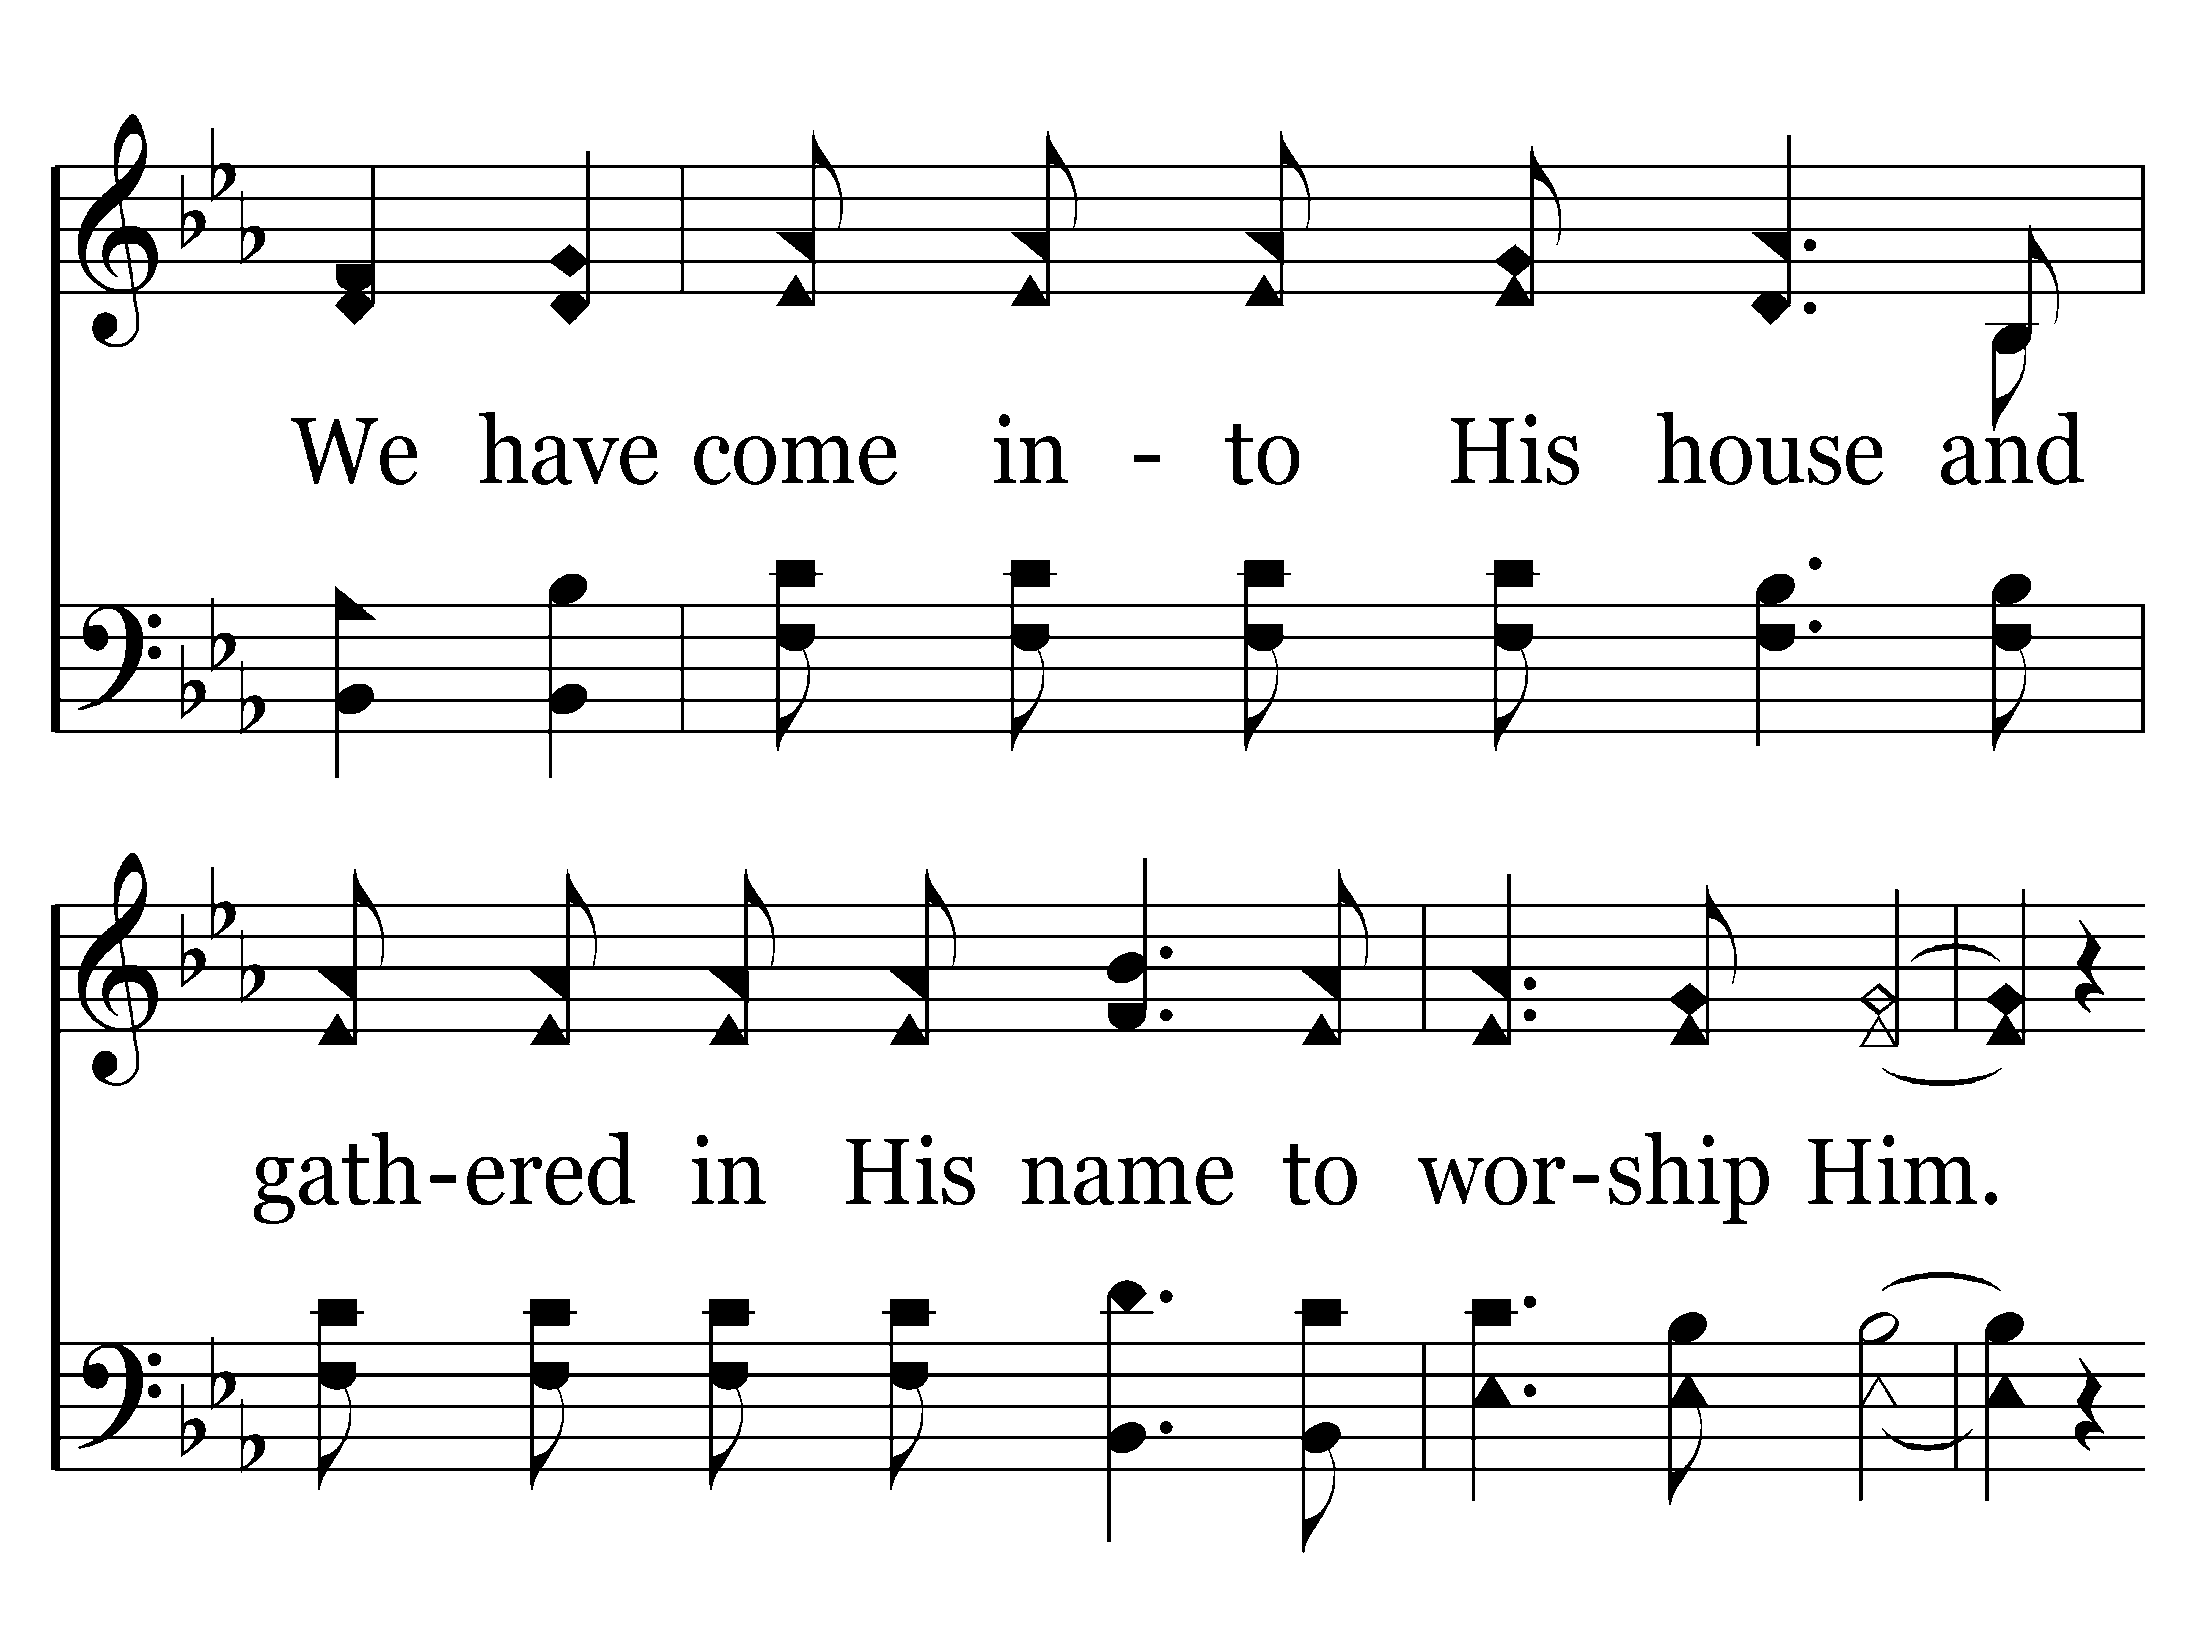 We have come in - to His house and
gath-ered in His name to wor-ship Him.